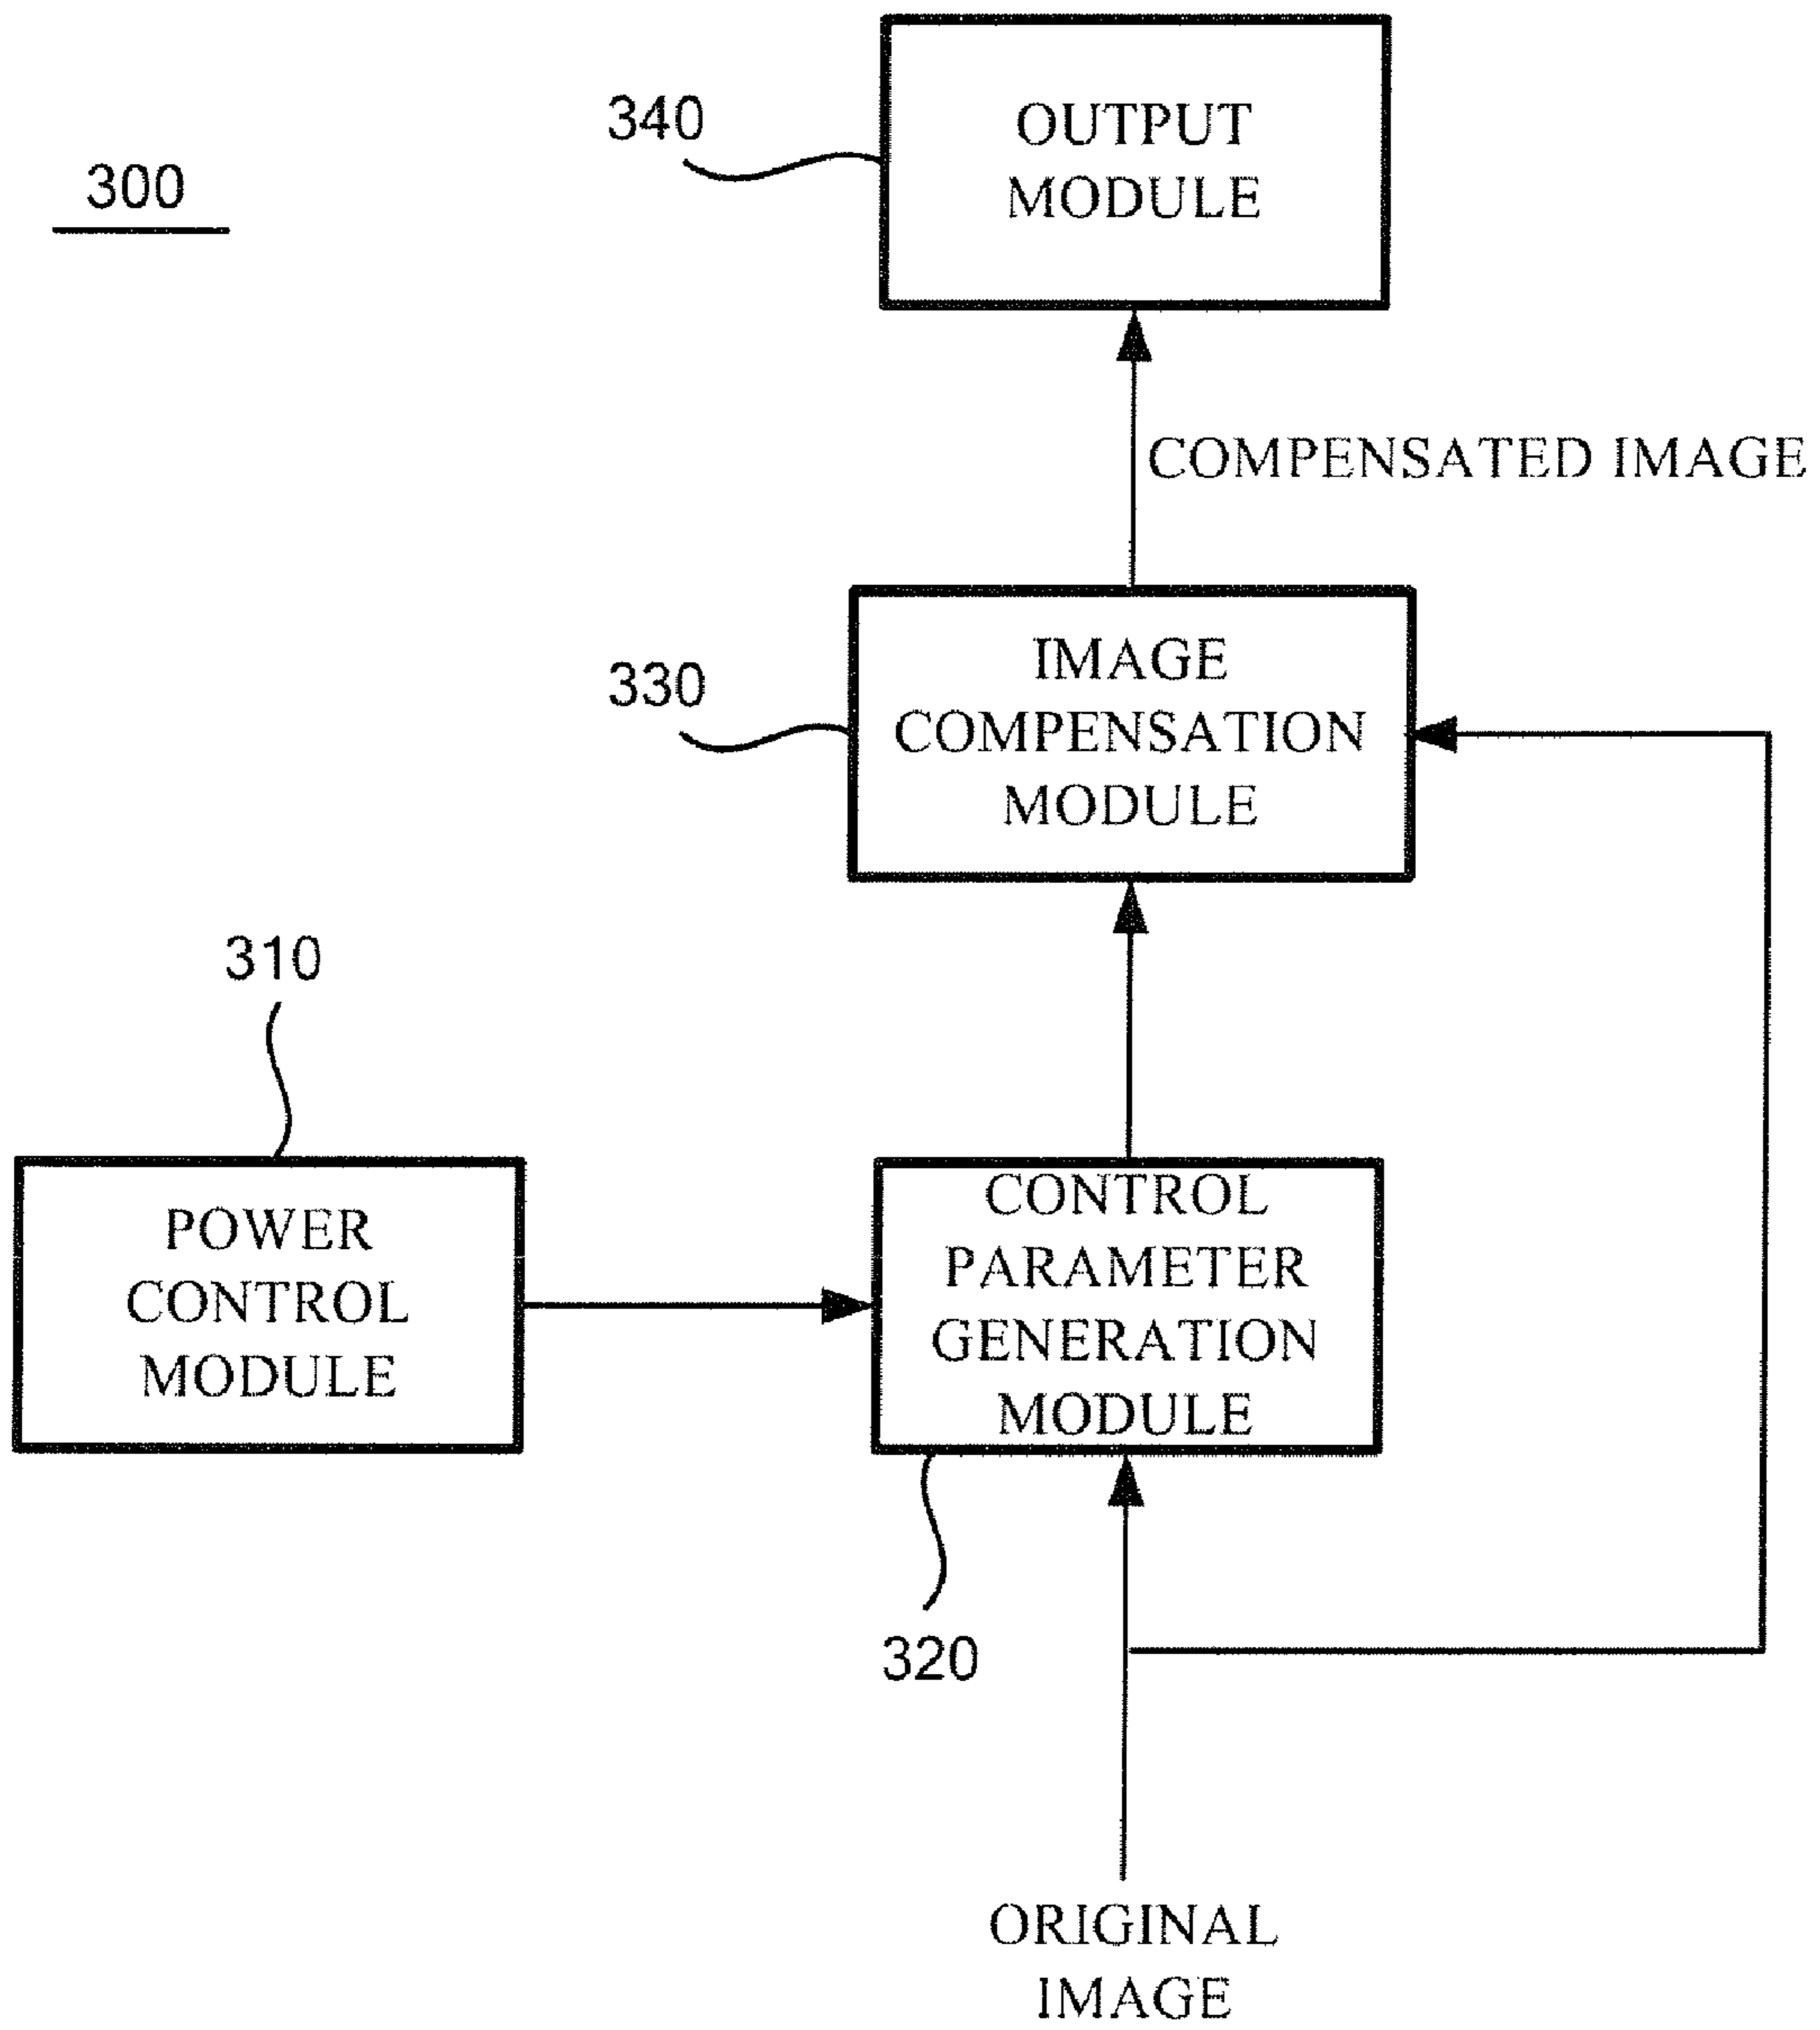 340
OUTPUT
MODULE
300
COMPENSATED IMAGE
330
IMAGE
COMPENSATION
MODULE
310
POWER
CONTROL
MODULE
CONTROL
PARAMETER
GENERATION
MODULE
320
ORIGINAL
IMAGE